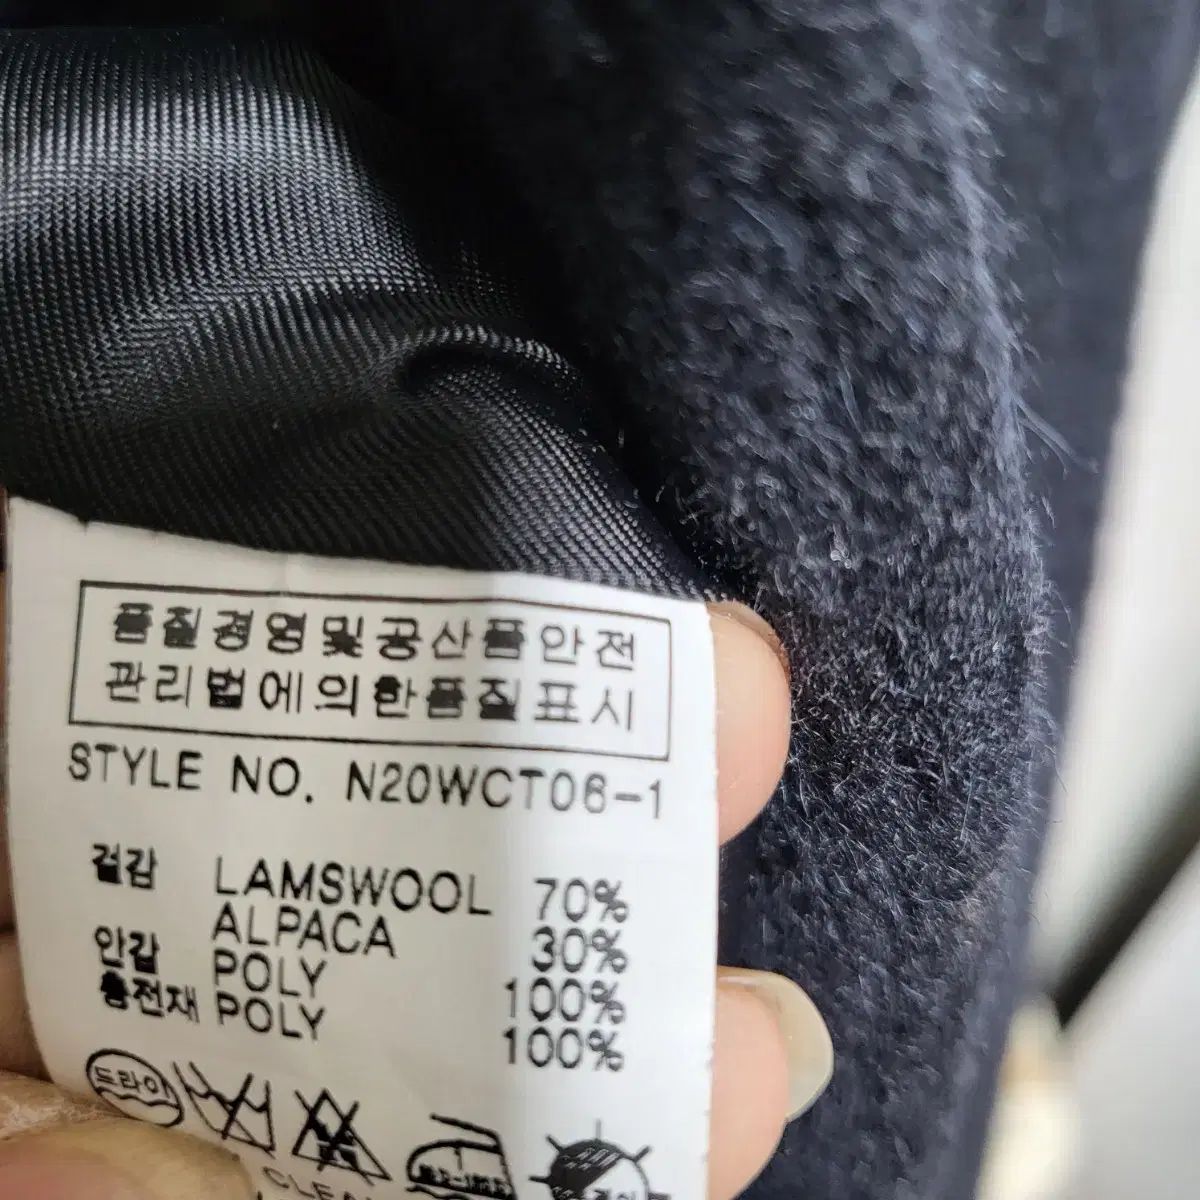 품질경영및공산품안전
관리법에의한품질표시
STYLE NO. N20WCT06-1
겉감 LAMSWOOL 70%
ALPACA 30%
안감 POLY 100%
충전재 POLY 100%
드라이
CLEA